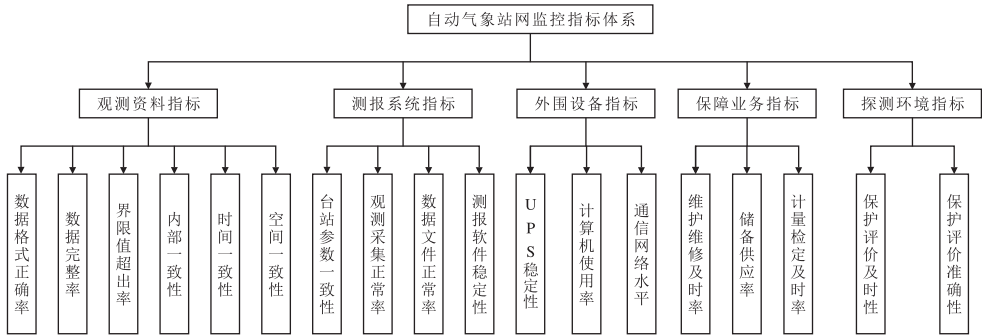 自动气象站网监控指标体系
观测资料指标
测报系统指标
外围设备指标
保障业务指标
探测环境指标
数据格式正确率
数据完整率
界限值超出率
内部一致性
时间一致性
空间一致性
台站参数一致性
观测采集正常率
数据文件正常率
测报软件稳定性
UPS稳定性
计算机使用率
通信网络水平
维护维修及时率
储备供应率
计量检定及时率
保护评价及时性
保护评价准确性